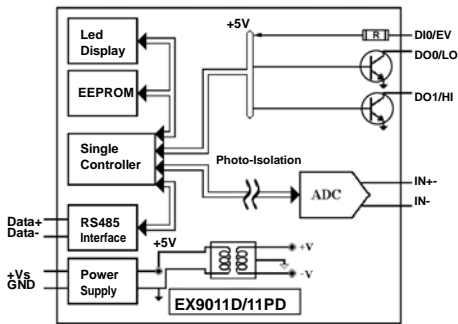 Led
Display
+5V
R
DI0/EV
DO0/LO
EEPROM
DO1/HI
Single
Controller
Photo-Isolation
ADC
IN+-
IN-
Data+
Data-
RS485
Interface
+5V
+V
-V
+Vs
GND
Power
Supply
EX9011D/11PD